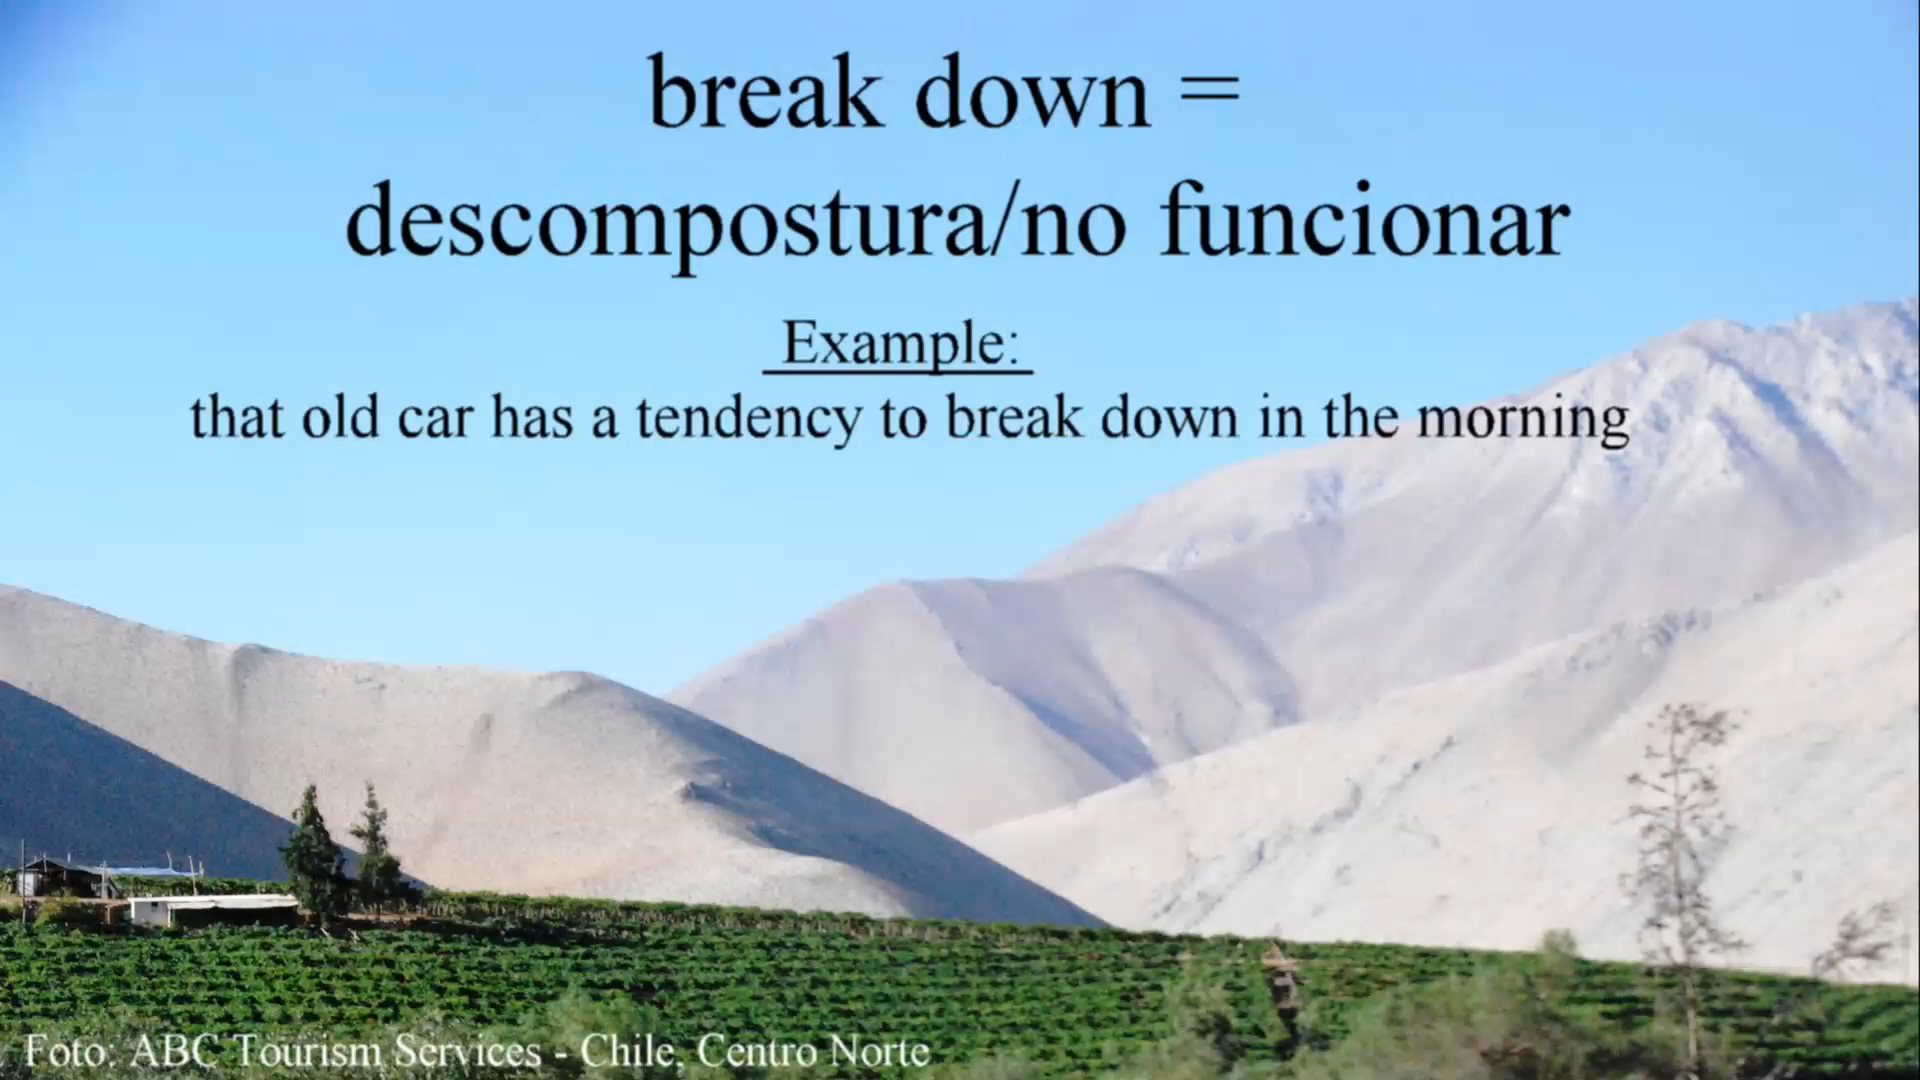 break down =
descompostura/no funcionar
Example:
that old car has a tendency to break down in the morning
Foto: ABC Tourism Services - Chile, Centro Norte